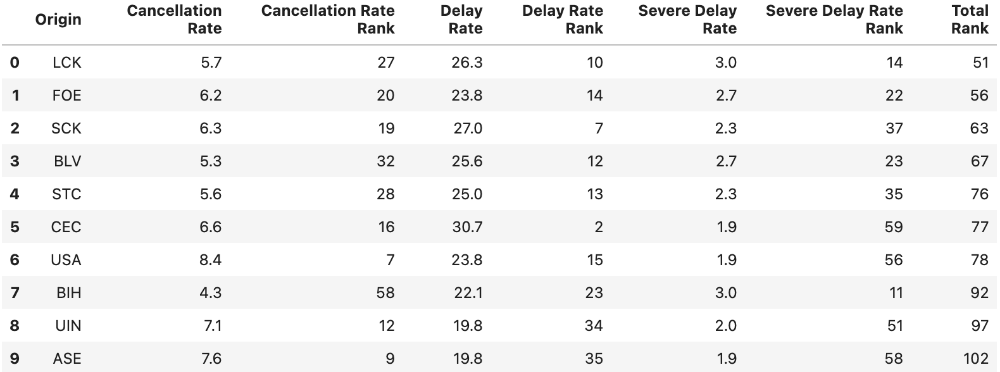 Origin Cancellation Rate Cancellation Rate Rank Delay Rate Delay Rate Rank Severe Delay Rate Severe Delay Rate Rank Total Rank
0 LCK 5.7 27 26.3 10 3.0 14 51
1 FOE 6.2 20 23.8 14 2.7 22 56
2 SCK 6.3 19 27.0 7 2.3 37 63
3 BLV 5.3 32 25.6 12 2.7 23 67
4 STC 5.6 28 25.0 13 2.3 35 76
5 CEC 6.6 16 30.7 2 1.9 59 77
6 USA 8.4 7 23.8 15 1.9 56 78
7 BIH 4.3 58 22.1 23 3.0 11 92
8 UIN 7.1 12 19.8 34 2.0 51 97
9 ASE 7.6 9 19.8 35 1.9 58 102